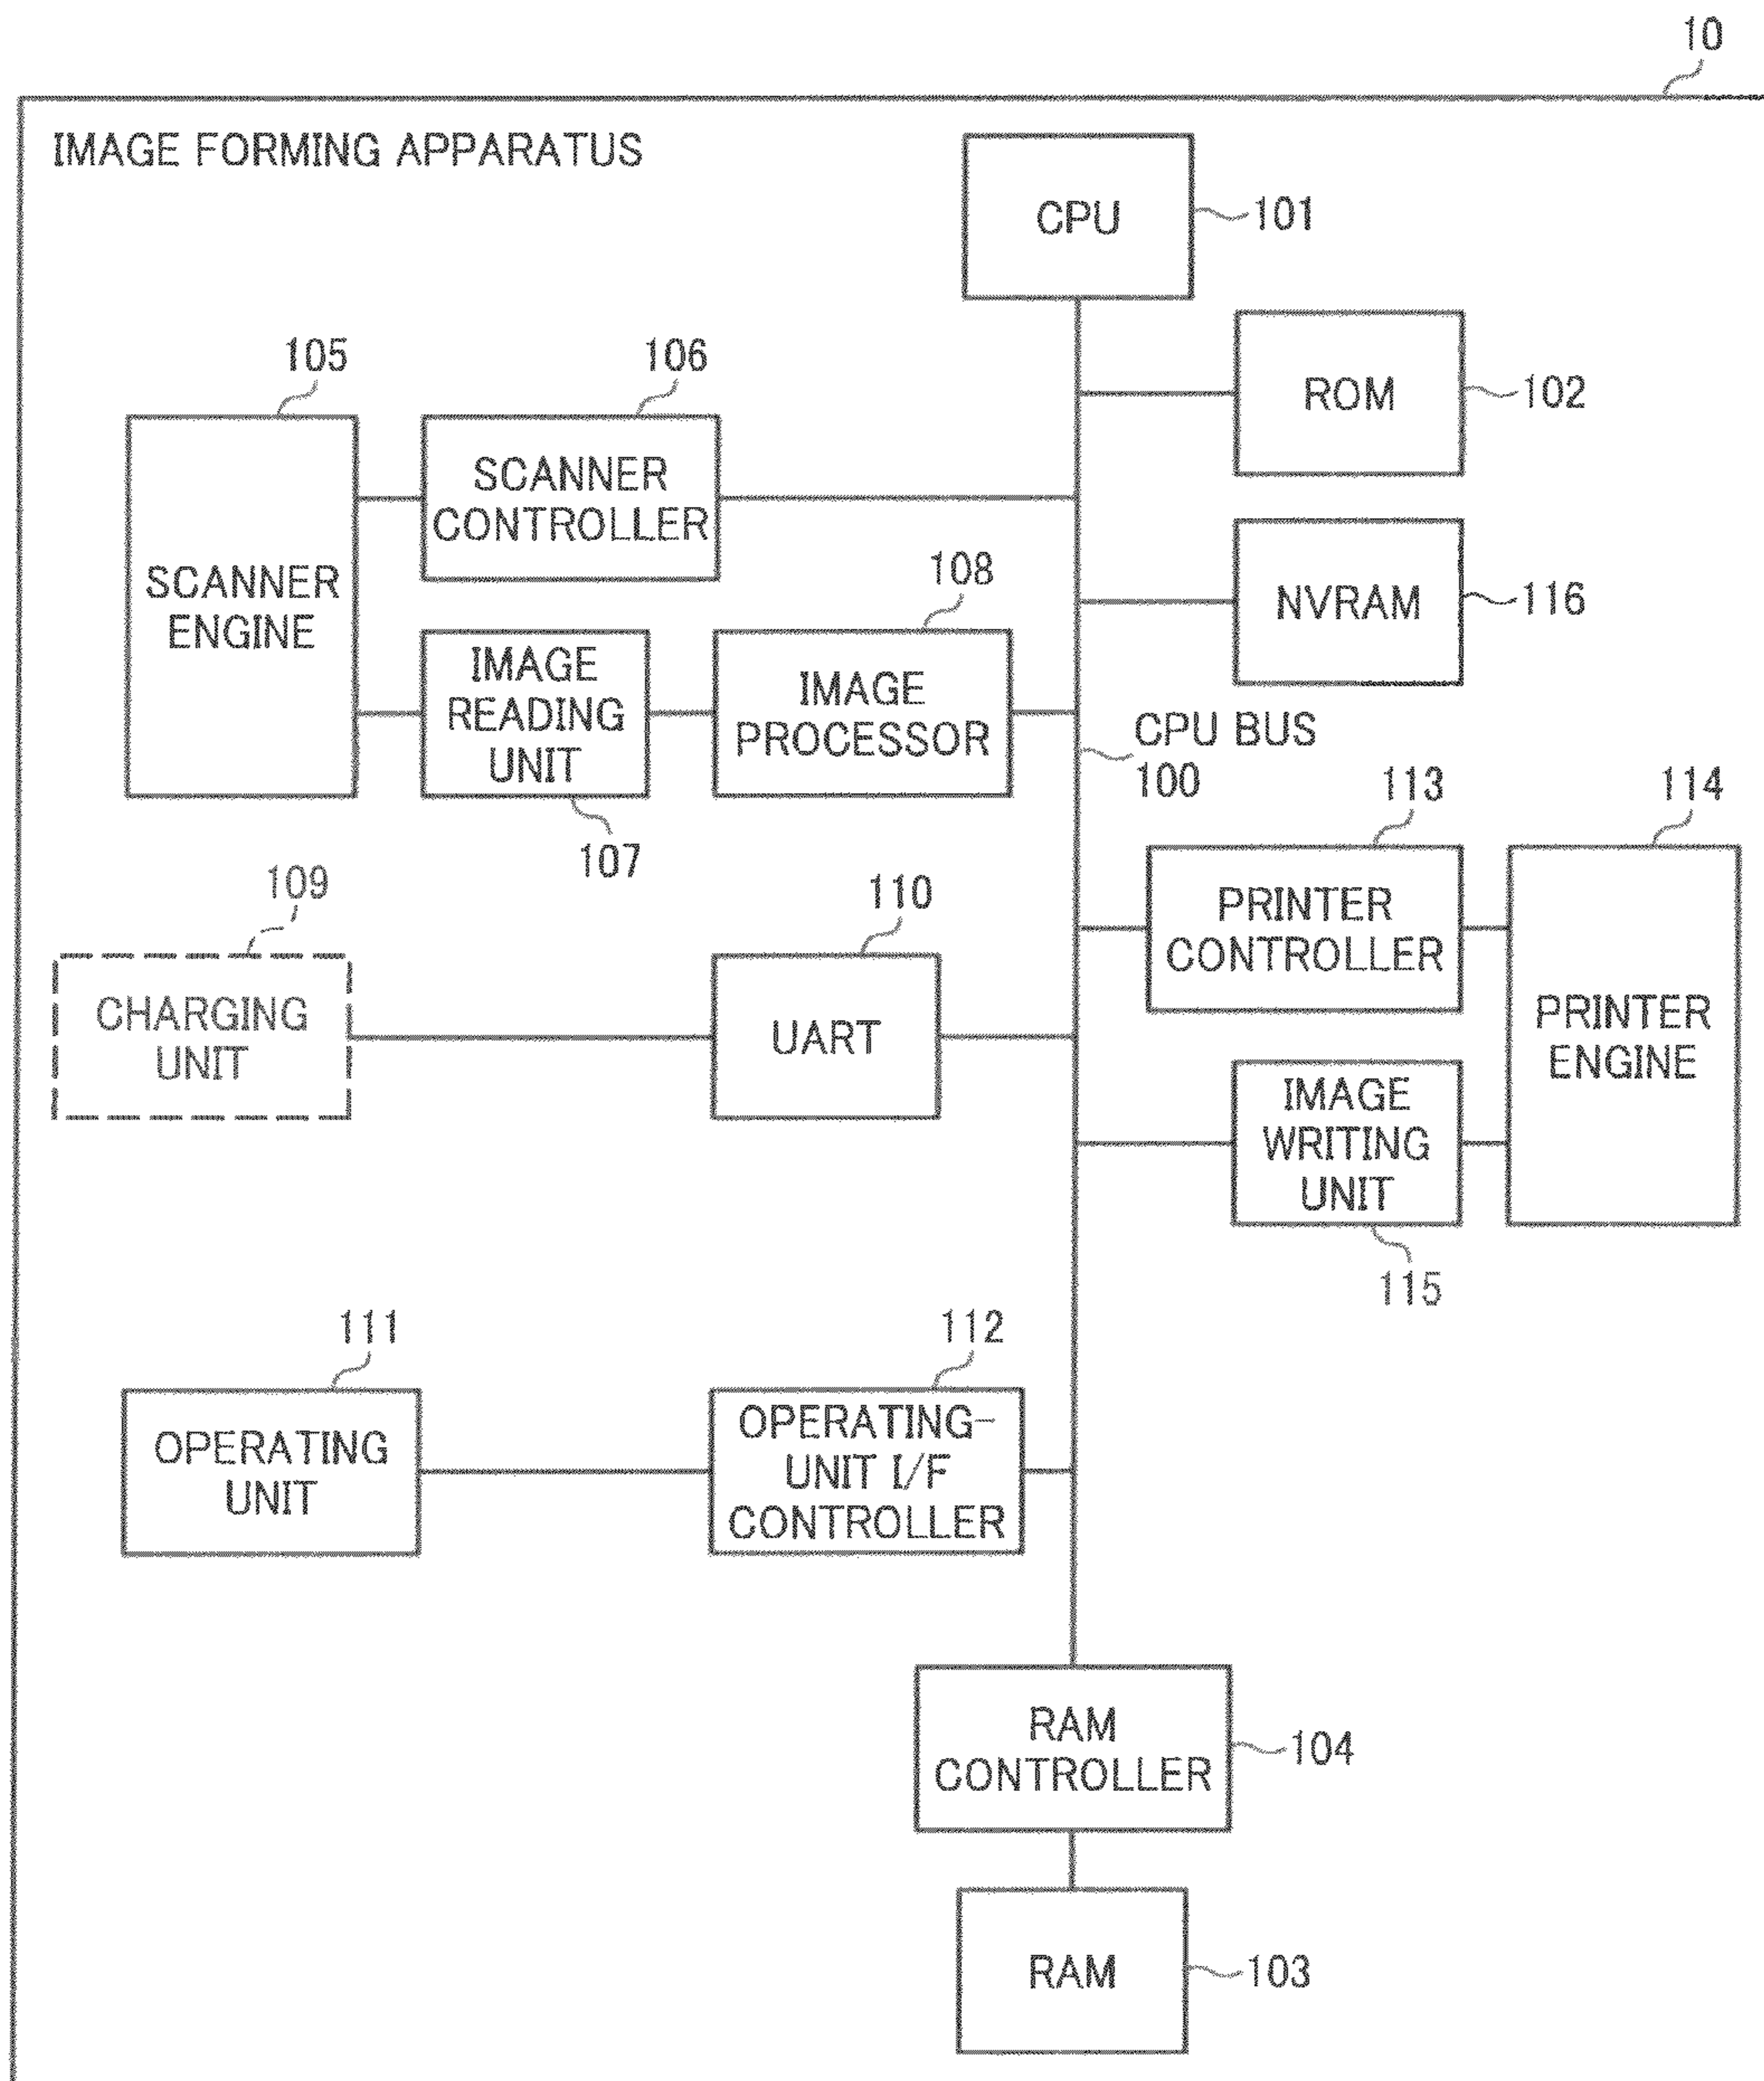 10
IMAGE FORMING APPARATUS
CPU
101
ROM
102
105
106
SCANNER
CONTROLLER
SCANNER
ENGINE
NVRAM
116
108
IMAGE
READING
UNIT
IMAGE
PROCESSOR
107
CPU BUS
100
113
114
PRINTER
CONTROLLER
PRINTER
ENGINE
109
CHARGING
UNIT
110
UART
IMAGE
WRITING
UNIT
115
111
OPERATING
UNIT
112
OPERATING-
UNIT I/F
CONTROLLER
RAM
CONTROLLER
104
RAM
103